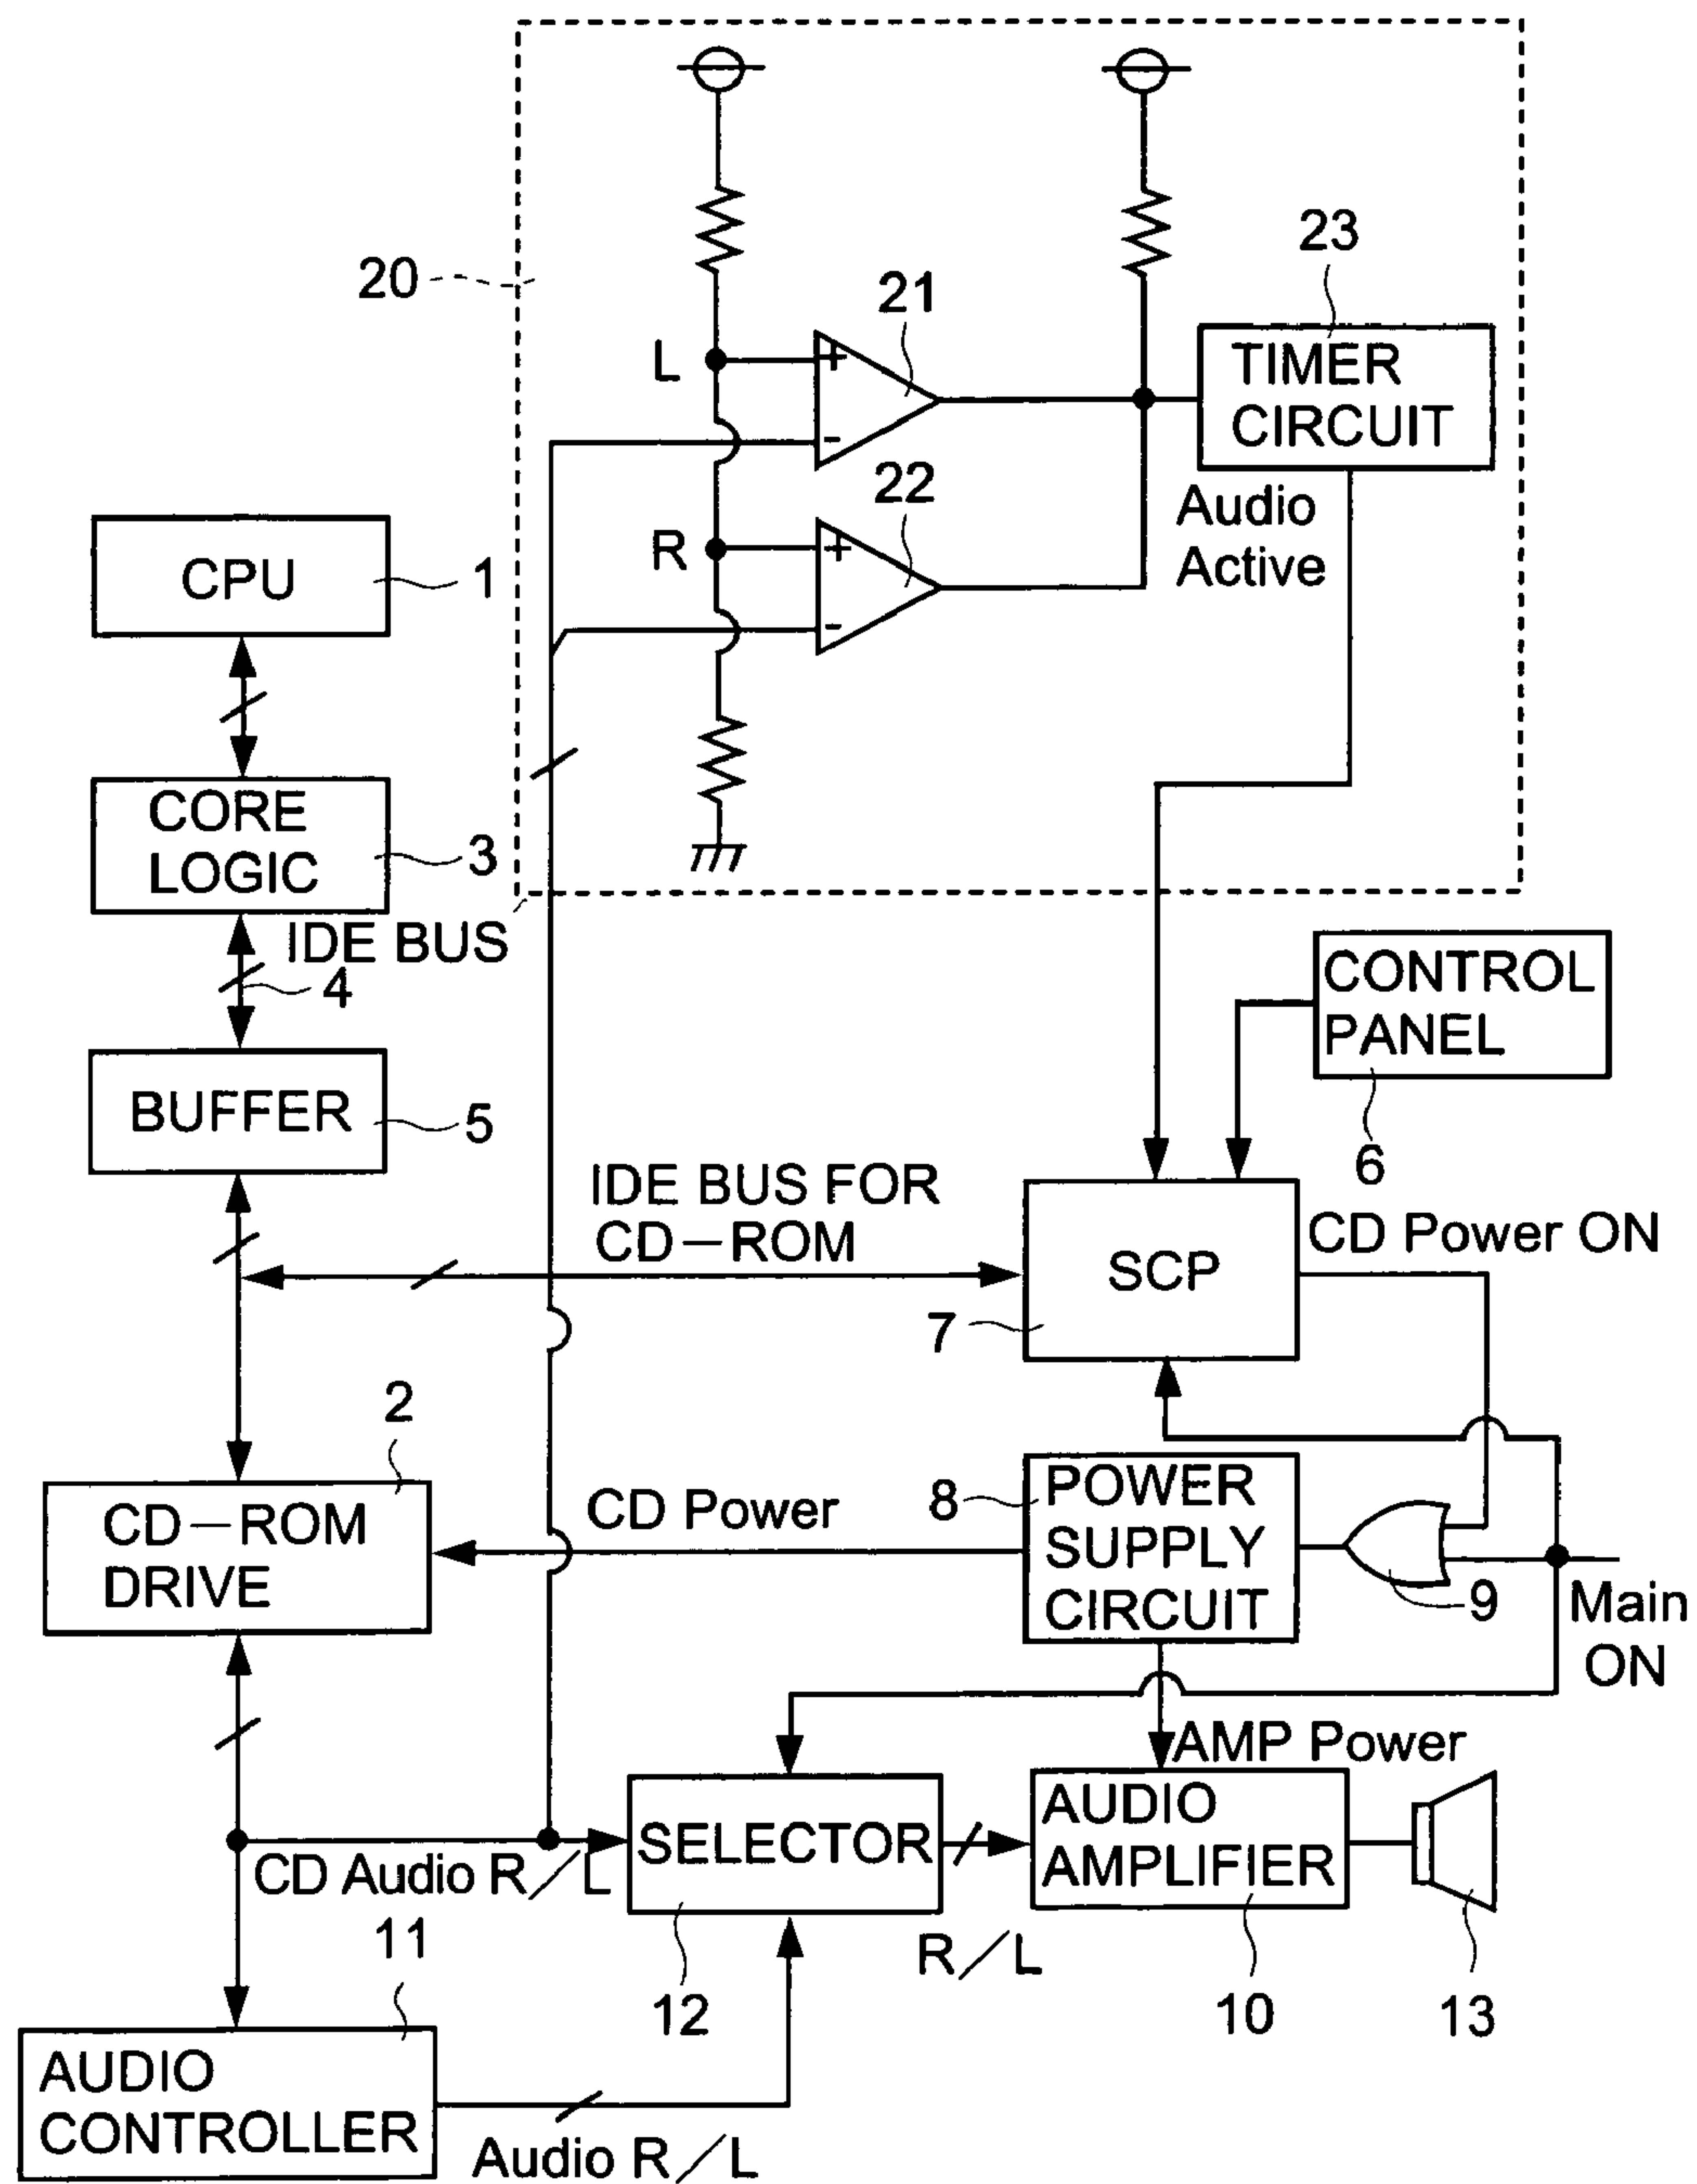 20
21
23
L
+
TIMER
CIRCUIT
-
22
Audio
Active
R
+
-
CPU
1
CORE
LOGIC
3
IDE BUS
4
CONTROL
PANEL
6
BUFFER
5
IDE BUS FOR
CD-ROM
SCP
7
CD Power ON
2
CD-ROM
DRIVE
CD Power
8
POWER
SUPPLY
CIRCUIT
9
Main
ON
AMP Power
SELECTOR
12
AUDIO
AMPLIFIER
10
13
CD Audio R/L
R/L
11
AUDIO
CONTROLLER
Audio R/L